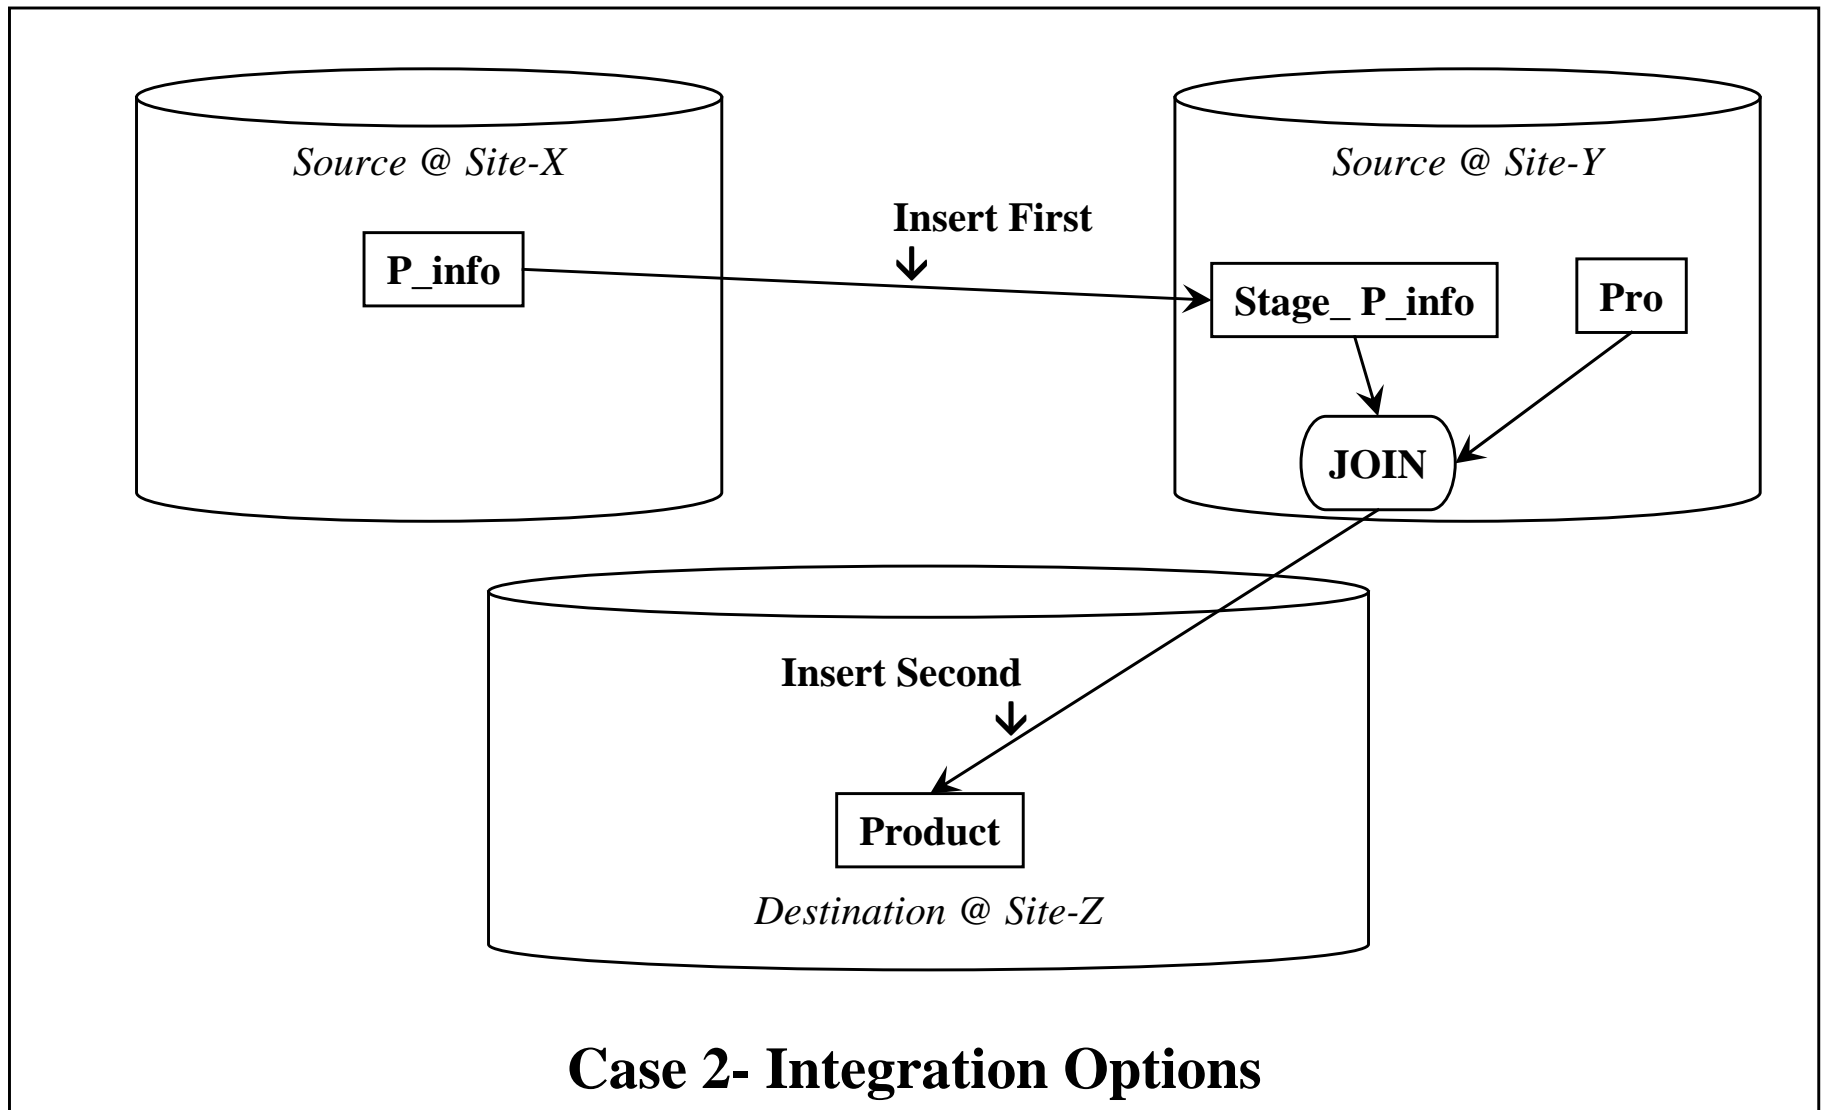 Source @ Site-X
Source @ Site-Y
Insert First
P_info
Stage_ P_info
Pro
JOIN
Insert Second
Product
Destination @ Site-Z
Case 2- Integration Options